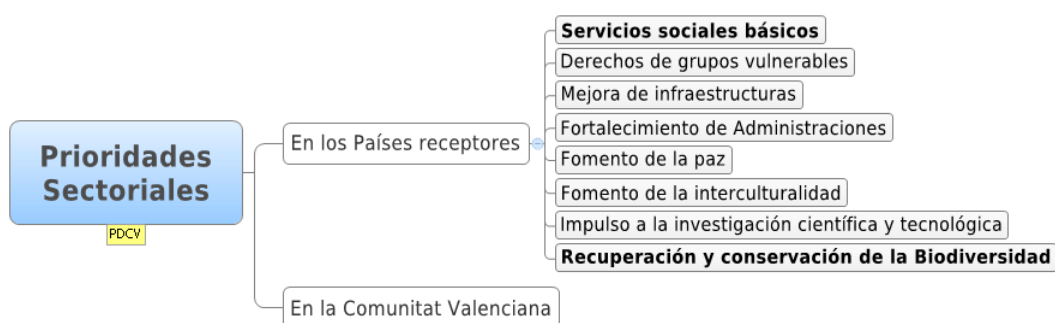 Prioridades
Sectoriales
PDCV
En los Países receptores
Servicios sociales básicos
Derechos de grupos vulnerables
Mejora de infraestructuras
Fortalecimiento de Administraciones
Fomento de la paz
Fomento de la interculturalidad
Impulso a la investigación científica y tecnológica
Recuperación y conservación de la Biodiversidad
En la Comunitat Valenciana